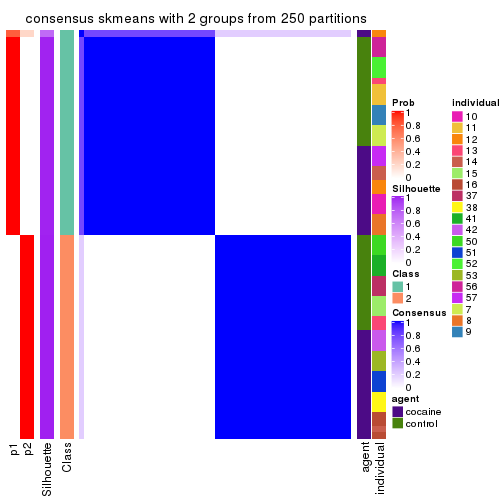 consensus skmeans with 2 groups from 250 partitions
Prob
1
0.8
0.6
0.4
0.2
0
Silhouette
1
0.8
0.6
0.4
0.2
0
Class
1
2
Consensus
1
0.8
0.6
0.4
0.2
0
agent
cocaine
control
individual
10
11
12
13
14
15
16
37
38
41
42
50
51
52
53
56
57
7
8
9
p1
p2
Silhouette
Class
agent
individual